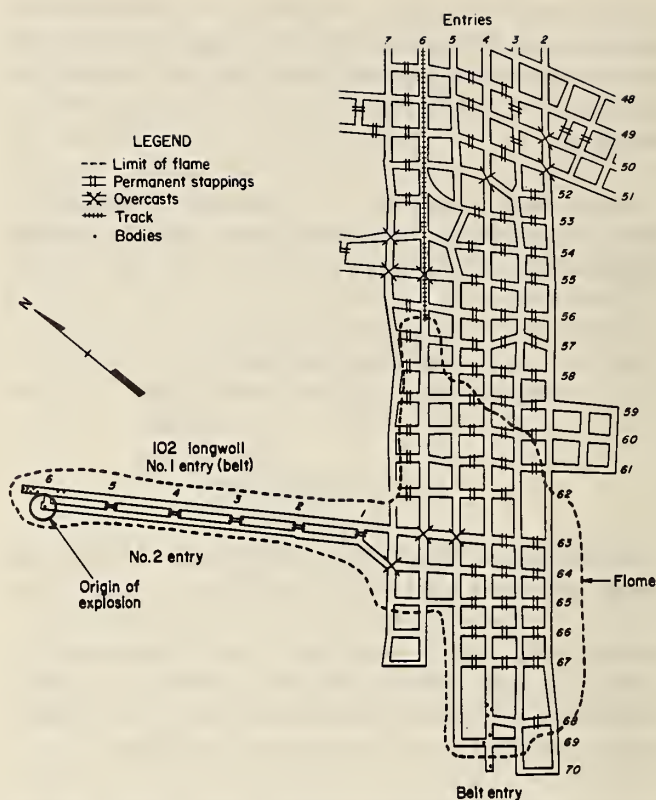 Entries
7 6 5 4 3 2
48
49
50
51
52
53
54
55
56
57
58
59
60
61
62
63
64
65
66
67
68
69
70
LEGEND
Limit of flame
Permanent stappings
Overcasts
Track
Bodies
N
102 longwoll
No. 1 entry (belt)
6 5 4 3 2 1
No. 2 entry
Origin of
explosion
Flome
Belt entry